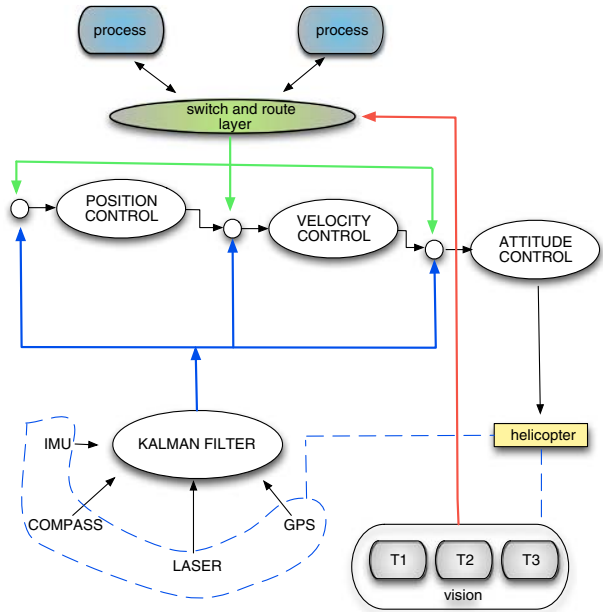 process
process
switch and route
layer
POSITION
CONTROL
VELOCITY
CONTROL
ATTITUDE
CONTROL
IMU
KALMAN FILTER
helicopter
COMPASS
GPS
LASER
T1
T2
T3
vision